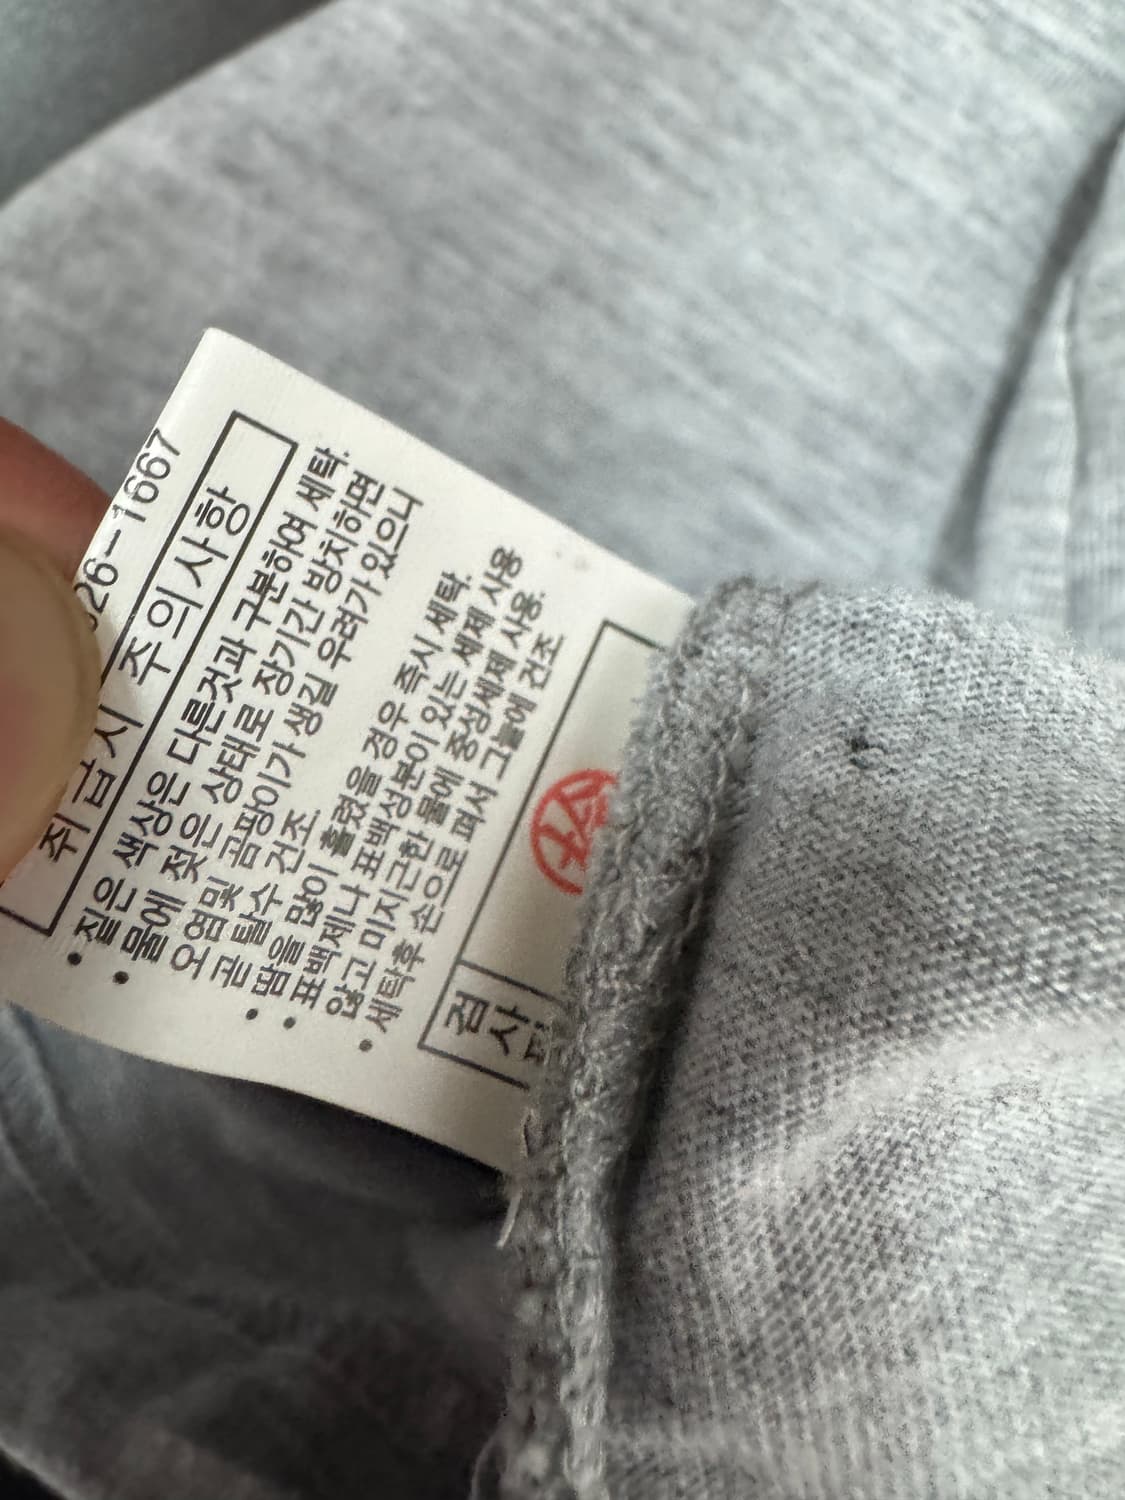 26-1667
취급시 주의사항
• 짙은 색상은 다른것과 구분하여 세탁.
• 물에 젖은 상태로 장기간 방치하면
오염및 곰팡이가 생길 우려가 있으니
곧 탈수 건조.
• 땀을 많이 흘렸을 경우 즉시 세탁.
• 표백제나 표백성분이 있는 세제 사용
않고 미지근한 물에 중성세제 사용.
• 세탁후 손으로 펴서 그늘에 건조
검사